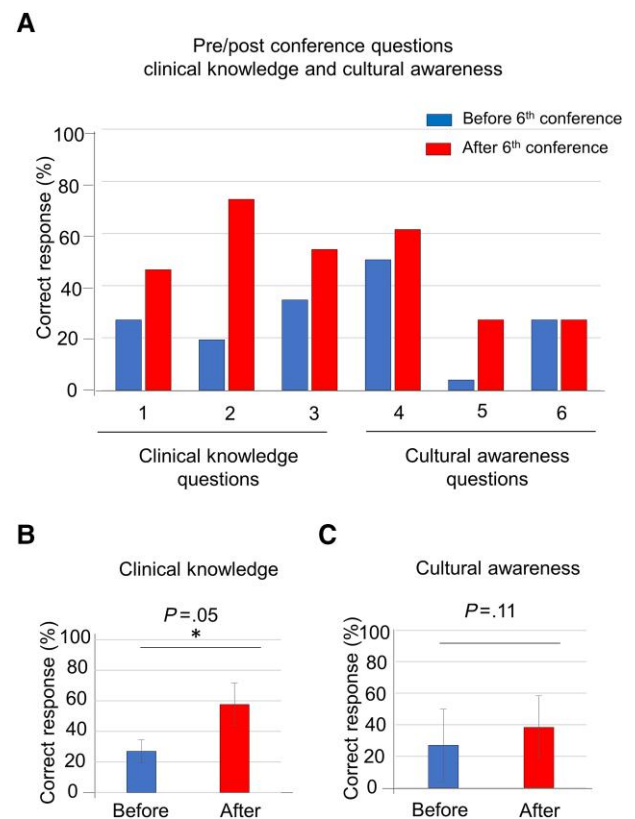 A
Pre/post conference questions
clinical knowledge and cultural awareness
Before 6th conference
After 6th conference
Correct response (%)
100
80
60
40
20
0
1 2 3 4 5 6
Clinical knowledge
questions
Cultural awareness
questions
B
Clinical knowledge
P=.05
*
Correct response (%)
100
80
60
40
20
0
Before After
C
Cultural awareness
P=.11
Correct response (%)
100
80
60
40
20
0
Before After